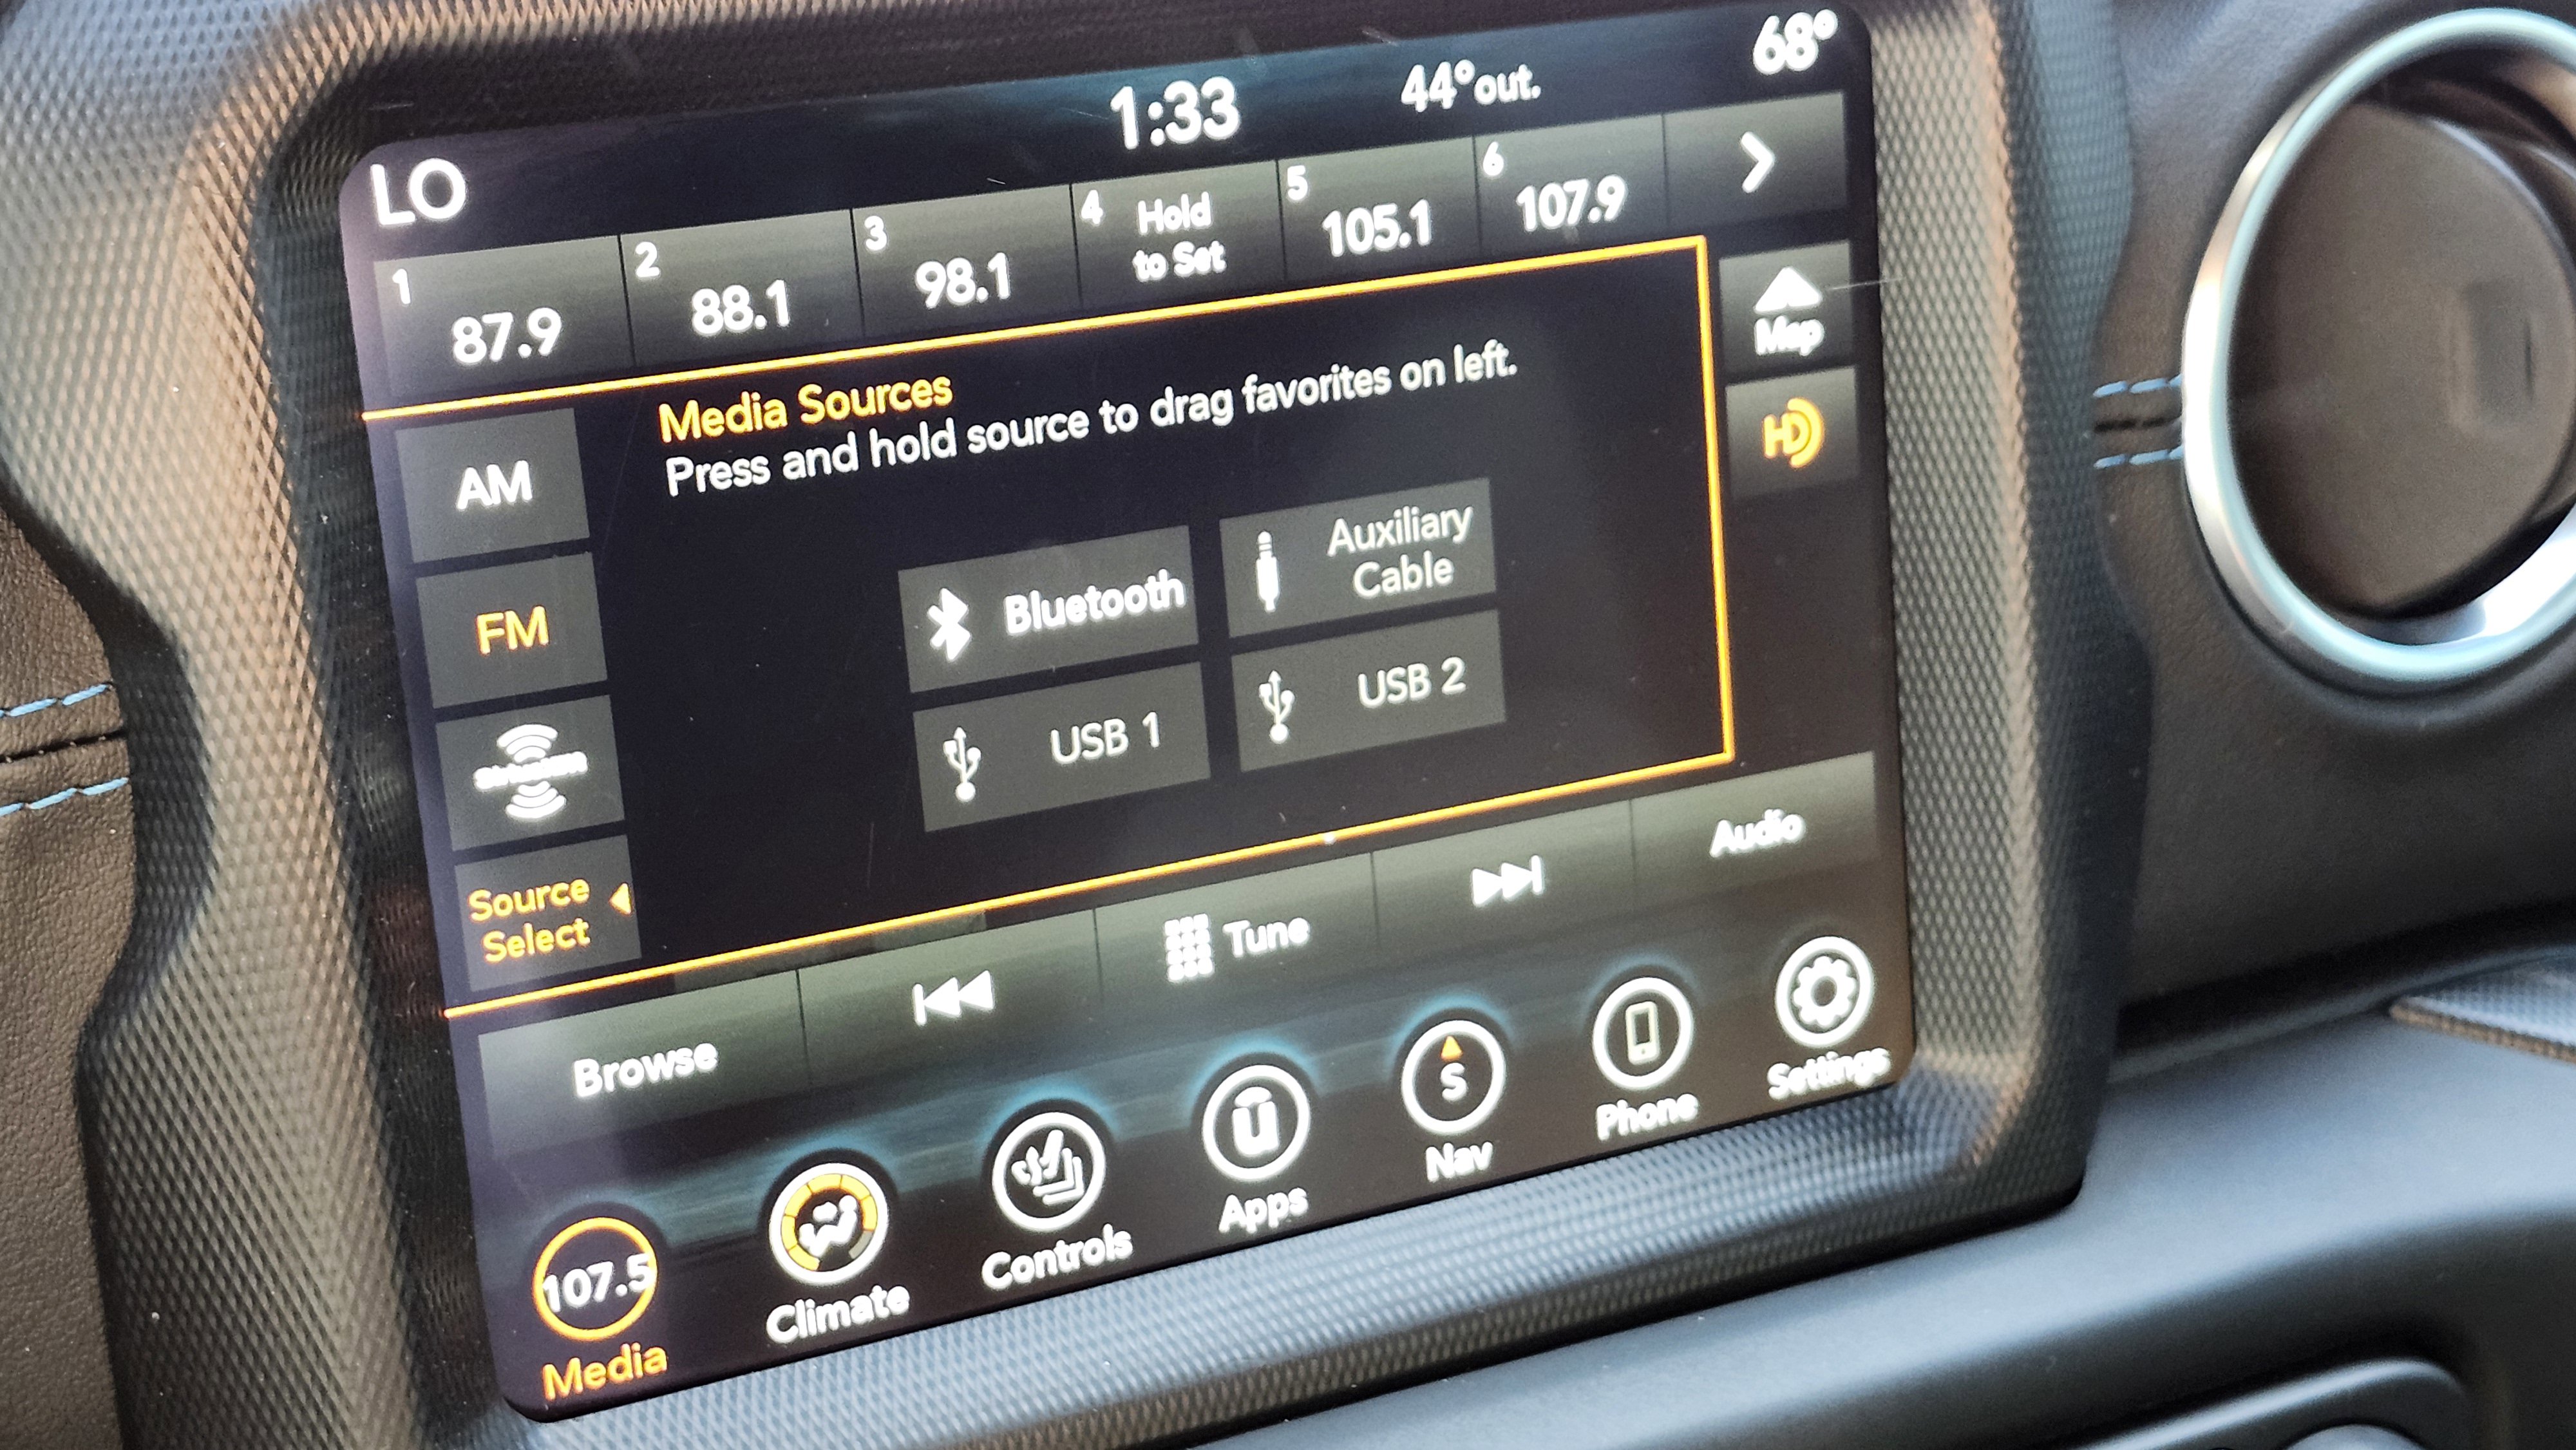 LO
1:33
44°out.
68°
1
87.9
2
88.1
3
98.1
4
Hold
to Set
5
105.1
6
107.9
Map
HD
Media Sources
Press and hold source to drag favorites on left.
AM
FM
Source
Select
Bluetooth
Auxiliary
Cable
USB 1
USB 2
Browse
Tune
Audio
107.5
Media
Climate
Controls
Apps
S
Nav
Phone
Settings